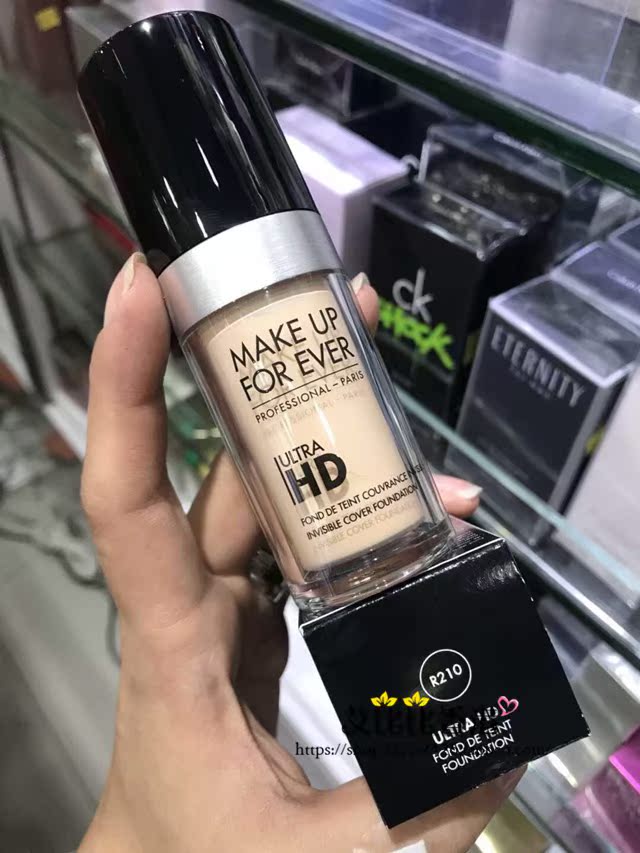 MAKE UP
FOR EVER
PROFESSIONAL – PARIS
ULTRA
HD
FOND DE TEINT COUVRANCE
INVISIBLE COVER FOUNDATION
ck
SHOCK
ETERNITY
R210
ULTRA HD
FOND DE TEINT
FOUNDATION
https://